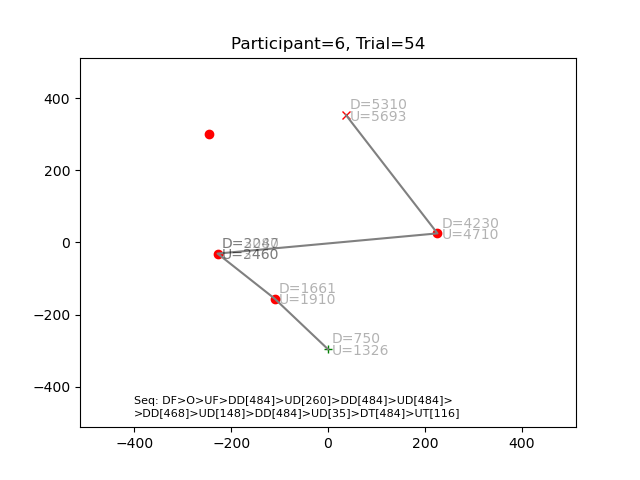 Participant=6, Trial=54
400
200
0
−200
−400
D=5310
U=5693
D=4230
U=4710
D=1661
U=1910
D=750
U=1326
Seq: DF>O>UF>DD[484]>UD[260]>DD[484]>UD[484]>
>DD[468]>UD[148]>DD[484]>UD[35]>DT[484]>UT[116]
−400 −200 0 200 400